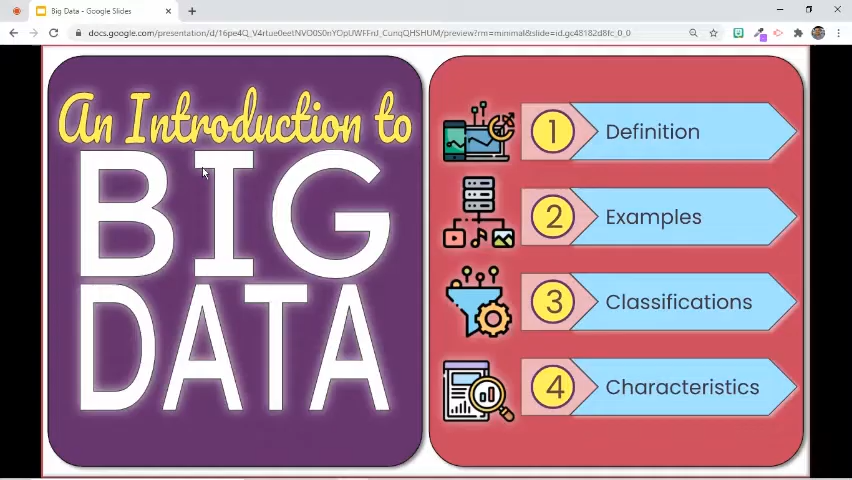 Big Data - Google Slides
docs.google.com/presentation/d/16pe4Q_V4rtue0eetNVO0S0nYOpUWFFnJ_CunqQHSHUM/preview?rm=minimal&slide=id.gc48182d8fc_0_0
An Introduction to
BIG
DATA
1 Definition
2 Examples
3 Classifications
4 Characteristics